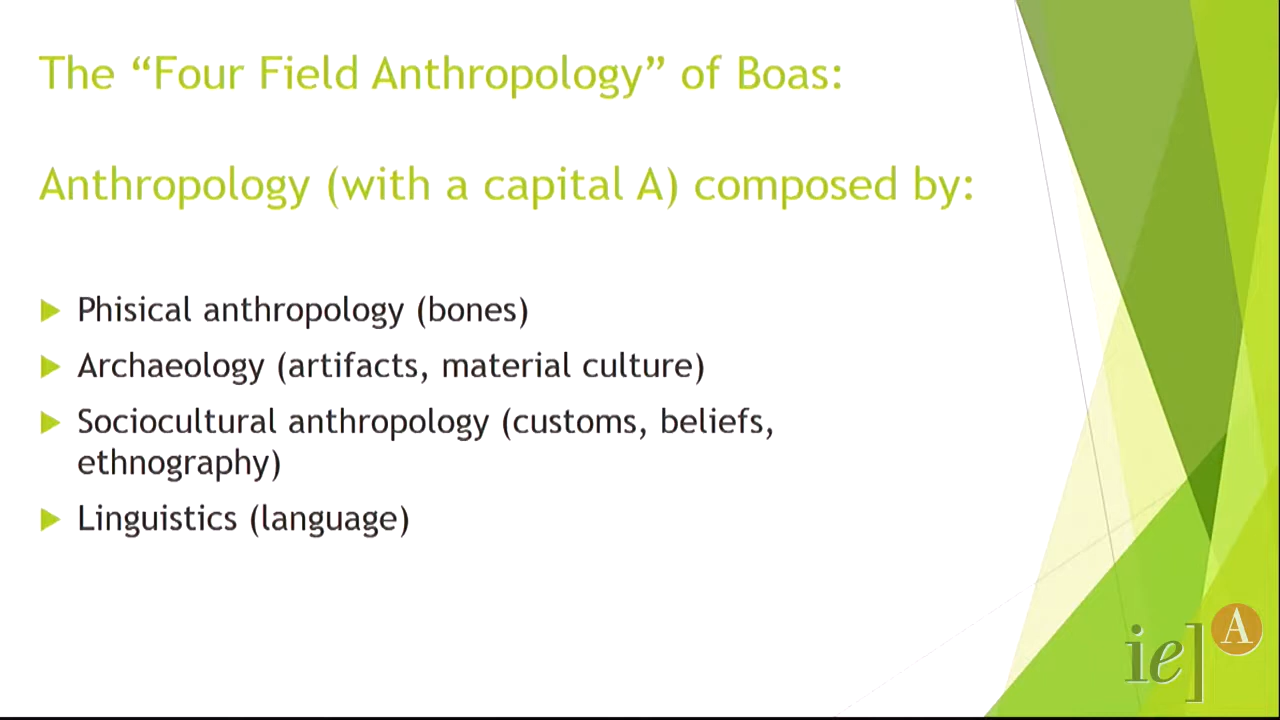 The “Four Field Anthropology” of Boas:
Anthropology (with a capital A) composed by:
Phisical anthropology (bones)
Archaeology (artifacts, material culture)
Sociocultural anthropology (customs, beliefs,
ethnography)
Linguistics (language)
ie] A